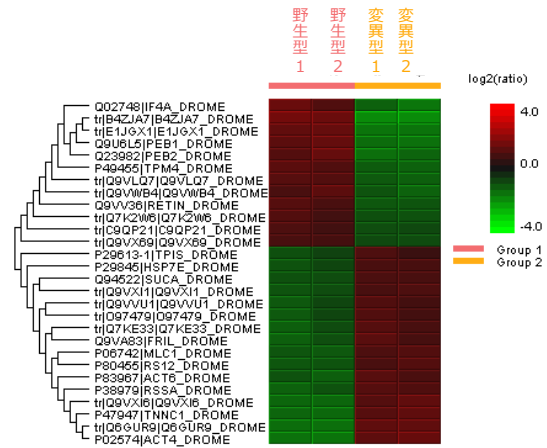 野生型1
野生型2
変異型1
変異型2
log2(ratio)
4.0
0.0
-4.0
Group 1
Group 2
Q02748|IF4A_DROME
tr|B4ZJA7|B4ZJA7_DROME
tr|E1JGX1|E1JGX1_DROME
Q9U6L5|PEB1_DROME
Q23982|PEB2_DROME
P49455|TPM4_DROME
tr|Q9VLQ7|Q9VLQ7_DROME
tr|Q9VWB4|Q9VWB4_DROME
Q9VV36|RETIN_DROME
tr|Q7K2W6|Q7K2W6_DROME
tr|C9QP21|C9QP21_DROME
tr|Q9VX69|Q9VX69_DROME
P29613-1|TPIS_DROME
P29845|HSP7E_DROME
Q94522|SUCA_DROME
tr|Q9VXI1|Q9VXI1_DROME
tr|Q9VVU1|Q9VVU1_DROME
tr|O97479|O97479_DROME
tr|Q7KE33|Q7KE33_DROME
Q9VA83|FRIL_DROME
P06742|MLC1_DROME
P80455|RS12_DROME
P83967|ACT6_DROME
P38979|RSSA_DROME
tr|Q9VXI6|Q9VXI6_DROME
P47947|TNNC1_DROME
tr|Q6GUR9|Q6GUR9_DROME
P02574|ACT4_DROME